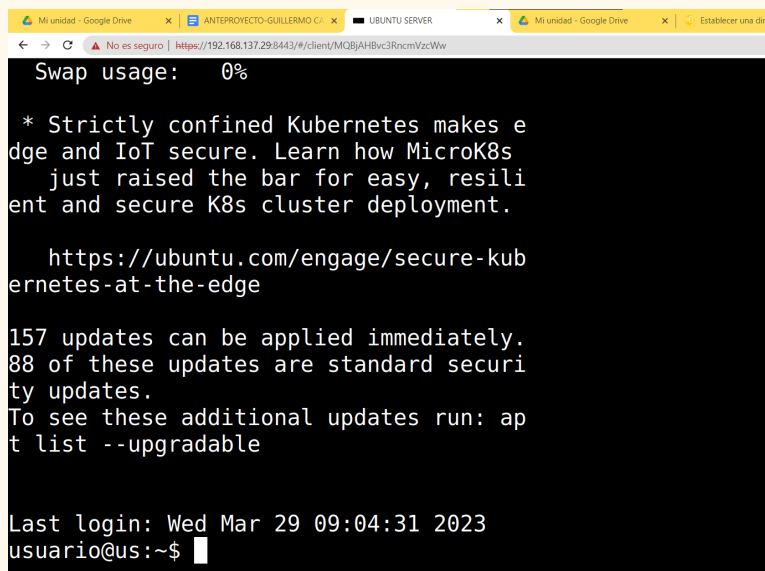 Mi unidad - Google Drive
ANTEPROYECTO-GUILLERMO CA
UBUNTU SERVER
Mi unidad - Google Drive
Establecer una dir
No es seguro | https://192.168.137.29:8443/#/client/MQBjAHBvc3RncmVzcWw
Swap usage: 0%
* Strictly confined Kubernetes makes e
dge and IoT secure. Learn how MicroK8s
just raised the bar for easy, resili
ent and secure K8s cluster deployment.
https://ubuntu.com/engage/secure-kub
ernetes-at-the-edge
157 updates can be applied immediately.
88 of these updates are standard securi
ty updates.
To see these additional updates run: ap
t list --upgradable
Last login: Wed Mar 29 09:04:31 2023
usuario@us:~$